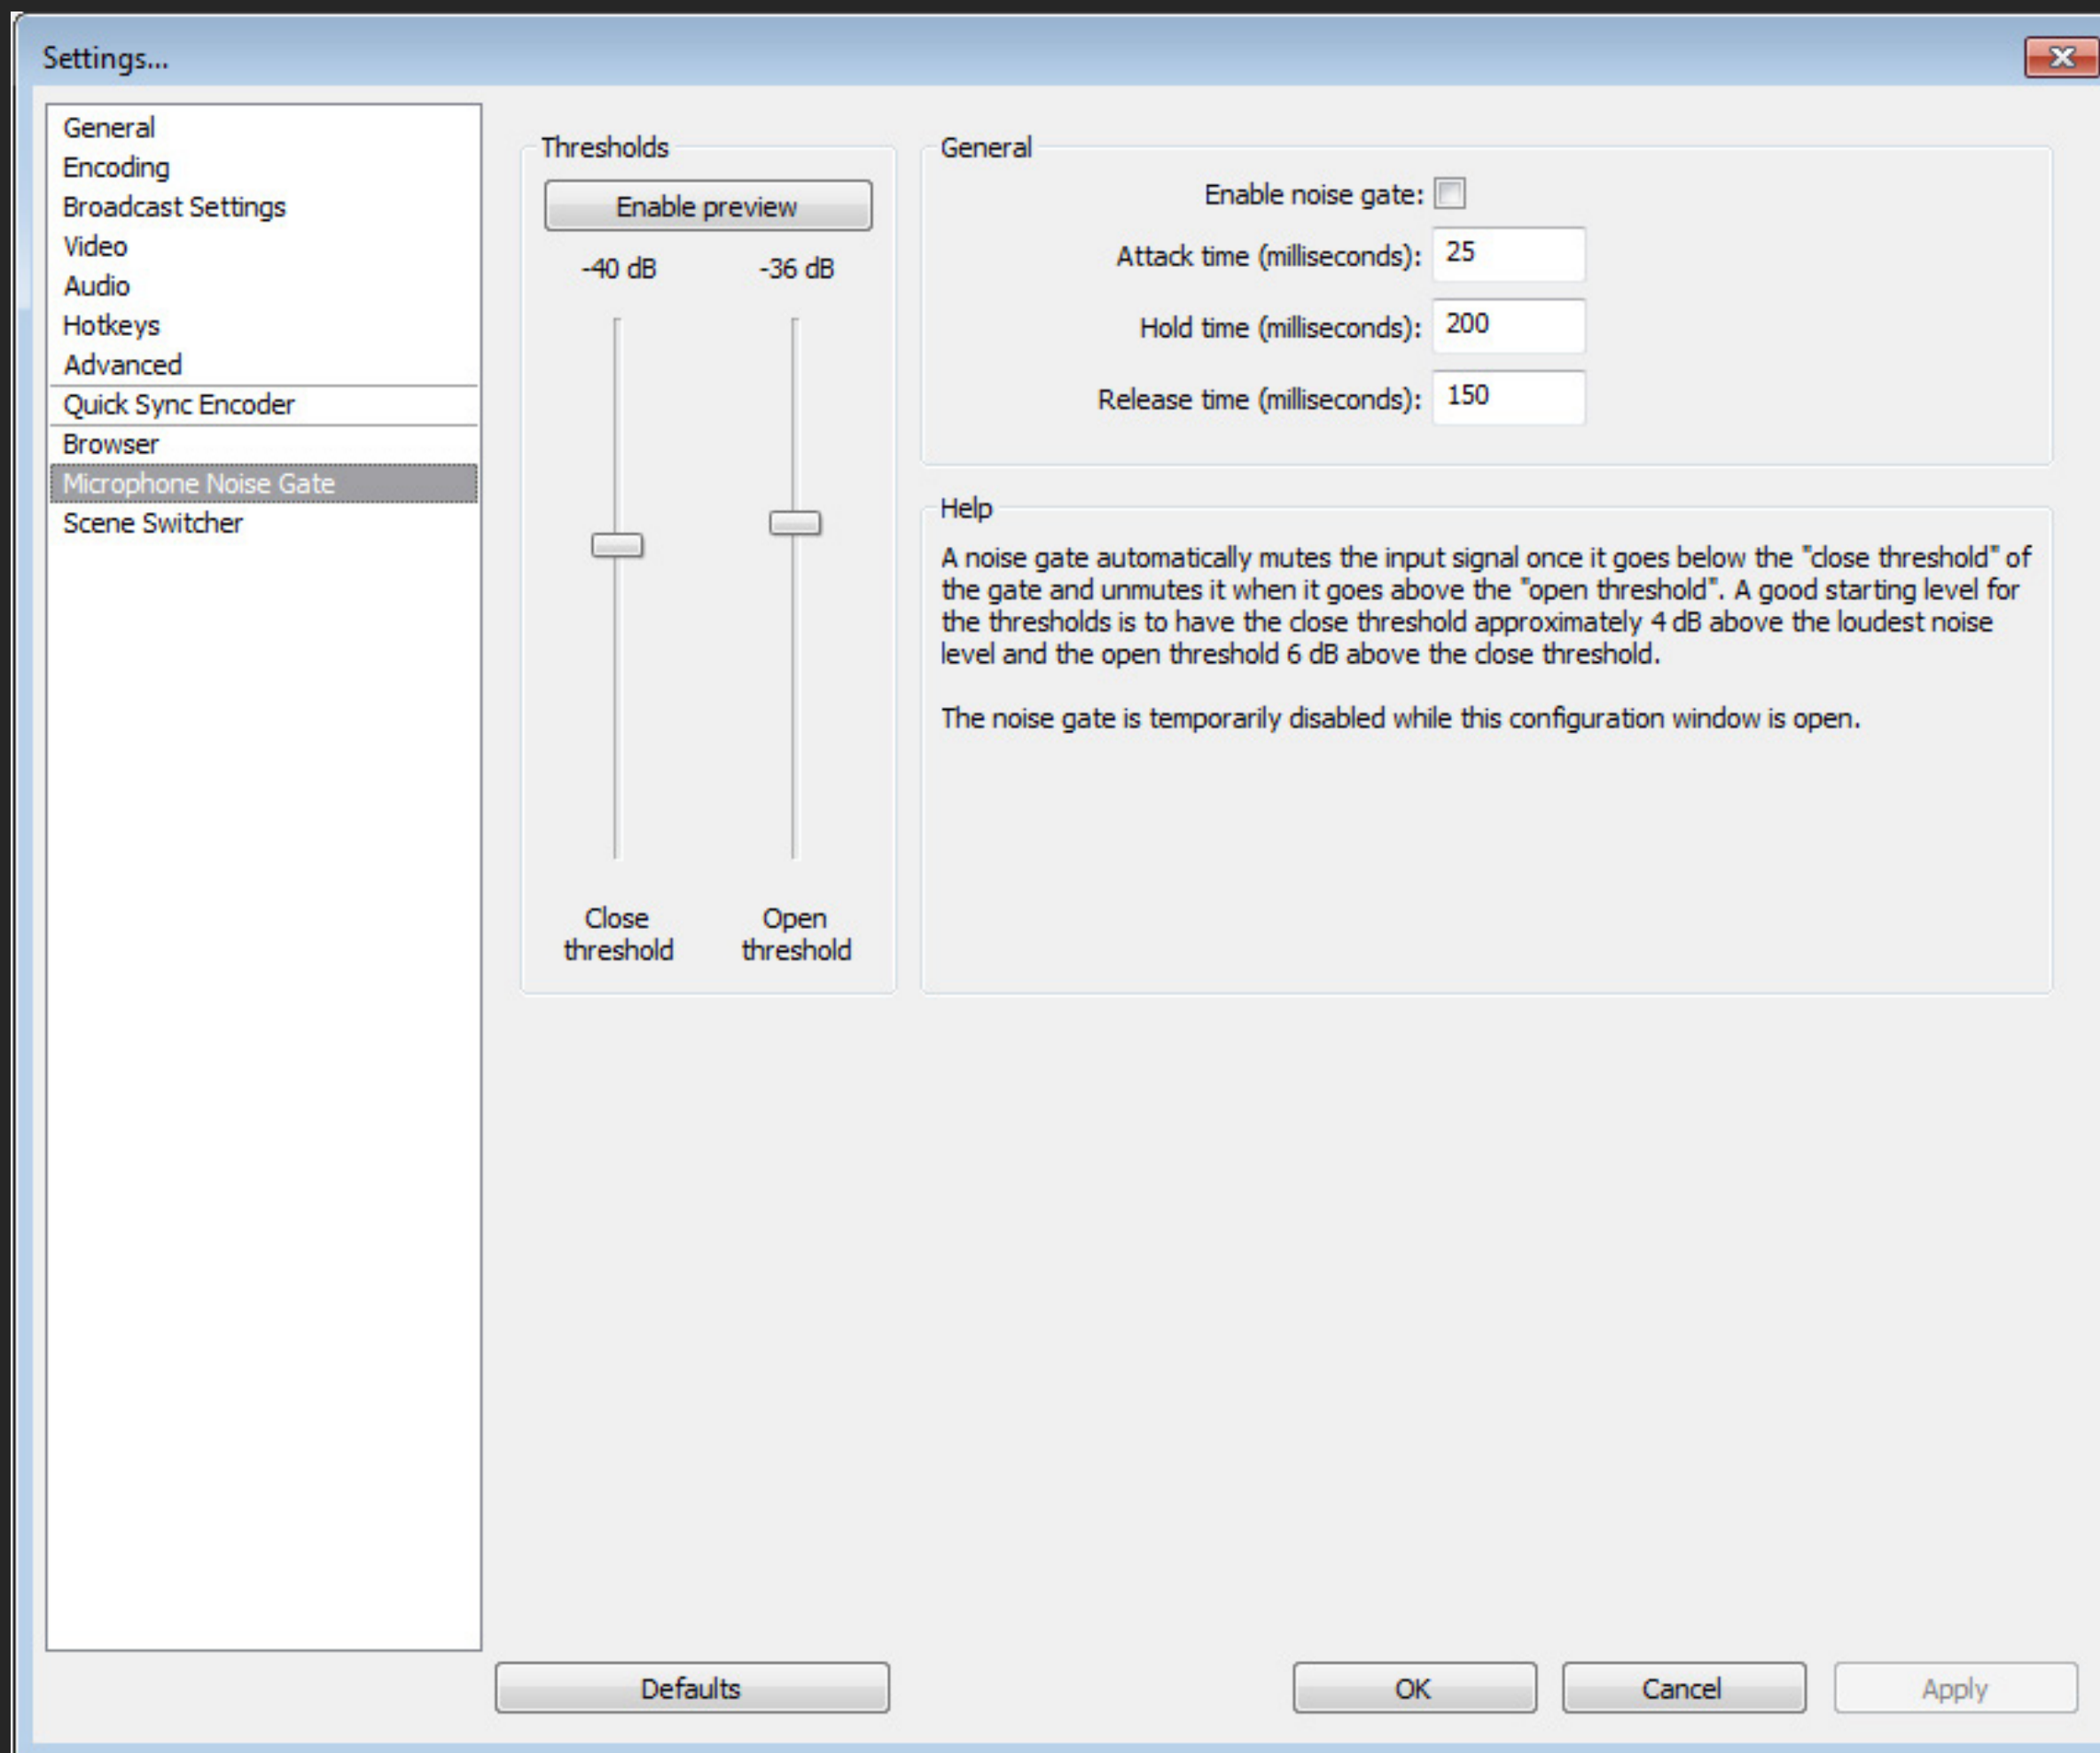 Settings...
General
Encoding
Broadcast Settings
Video
Audio
Hotkeys
Advanced
Quick Sync Encoder
Browser
Microphone Noise Gate
Scene Switcher
Thresholds
Enable preview
-40 dB -36 dB
Close threshold
Open threshold
General
Enable noise gate:
Attack time (milliseconds): 25
Hold time (milliseconds): 200
Release time (milliseconds): 150
Help
A noise gate automatically mutes the input signal once it goes below the "close threshold" of
the gate and unmutes it when it goes above the "open threshold". A good starting level for
the thresholds is to have the close threshold approximately 4 dB above the loudest noise
level and the open threshold 6 dB above the close threshold.
The noise gate is temporarily disabled while this configuration window is open.
Defaults
OK
Cancel
Apply